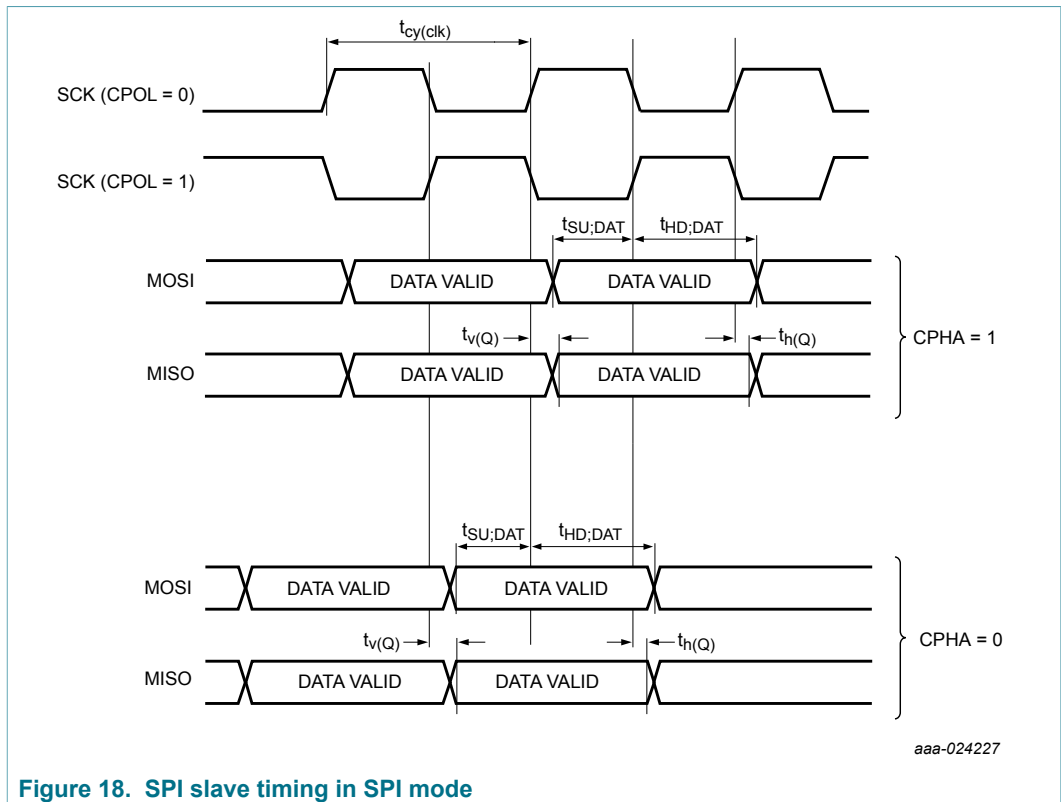 tcy(clk)
SCK (CPOL = 0)
SCK (CPOL = 1)
tSU;DAT tHD;DAT
MOSI DATA VALID DATA VALID
tv(Q) th(Q)
CPHA = 1
MISO DATA VALID DATA VALID
tSU;DAT tHD;DAT
MOSI DATA VALID DATA VALID
tv(Q) th(Q)
CPHA = 0
MISO DATA VALID DATA VALID
aaa-024227
Figure 18. SPI slave timing in SPI mode